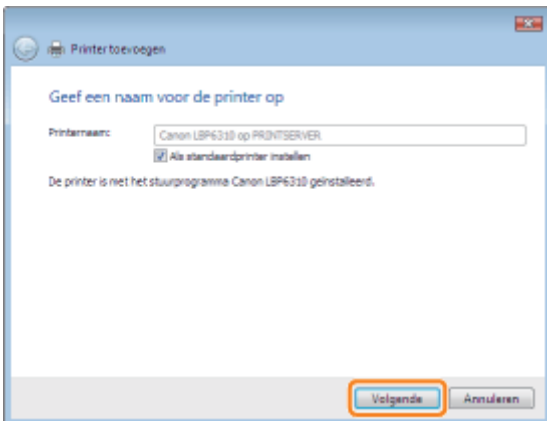 Printer toevoegen
Geef een naam voor de printer op
Printernaam: Canon LBP6310 op PRINTSERVER
Als standaardprinter instellen
De printer is met het stuurprogramma Canon LBP6310 geïnstalleerd.
Volgende Annuleren